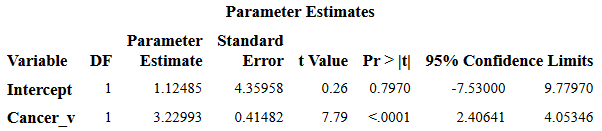 Parameter Estimates
Parameter Standard
Variable DF Estimate Error t Value Pr > |t| 95% Confidence Limits
Intercept 1 1.12485 4.35958 0.26 0.7970 -7.53000 9.77970
Cancer_v 1 3.22993 0.41482 7.79 <.0001 2.40641 4.05346